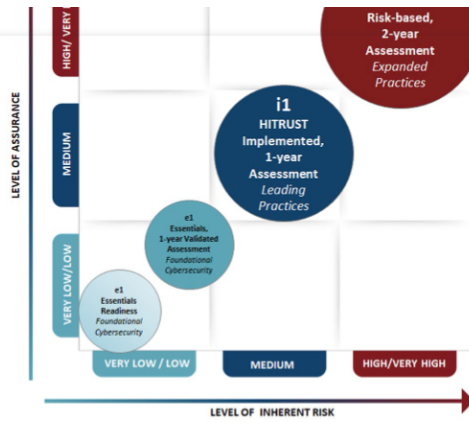 Risk-based,
2-year
Assessment
Expanded
Practices
HIGH/ VERY
i1
HITRUST
Implemented,
1-year
Assessment
Leading
Practices
MEDIUM
LEVEL OF ASSURANCE
e1
Essentials,
1-year Validated
Assessment
Foundational
Cybersecurity
e1
Essentials
Readiness
Foundational
Cybersecurity
VERY LOW/LOW
VERY LOW / LOW
MEDIUM
HIGH/VERY HIGH
LEVEL OF INHERENT RISK